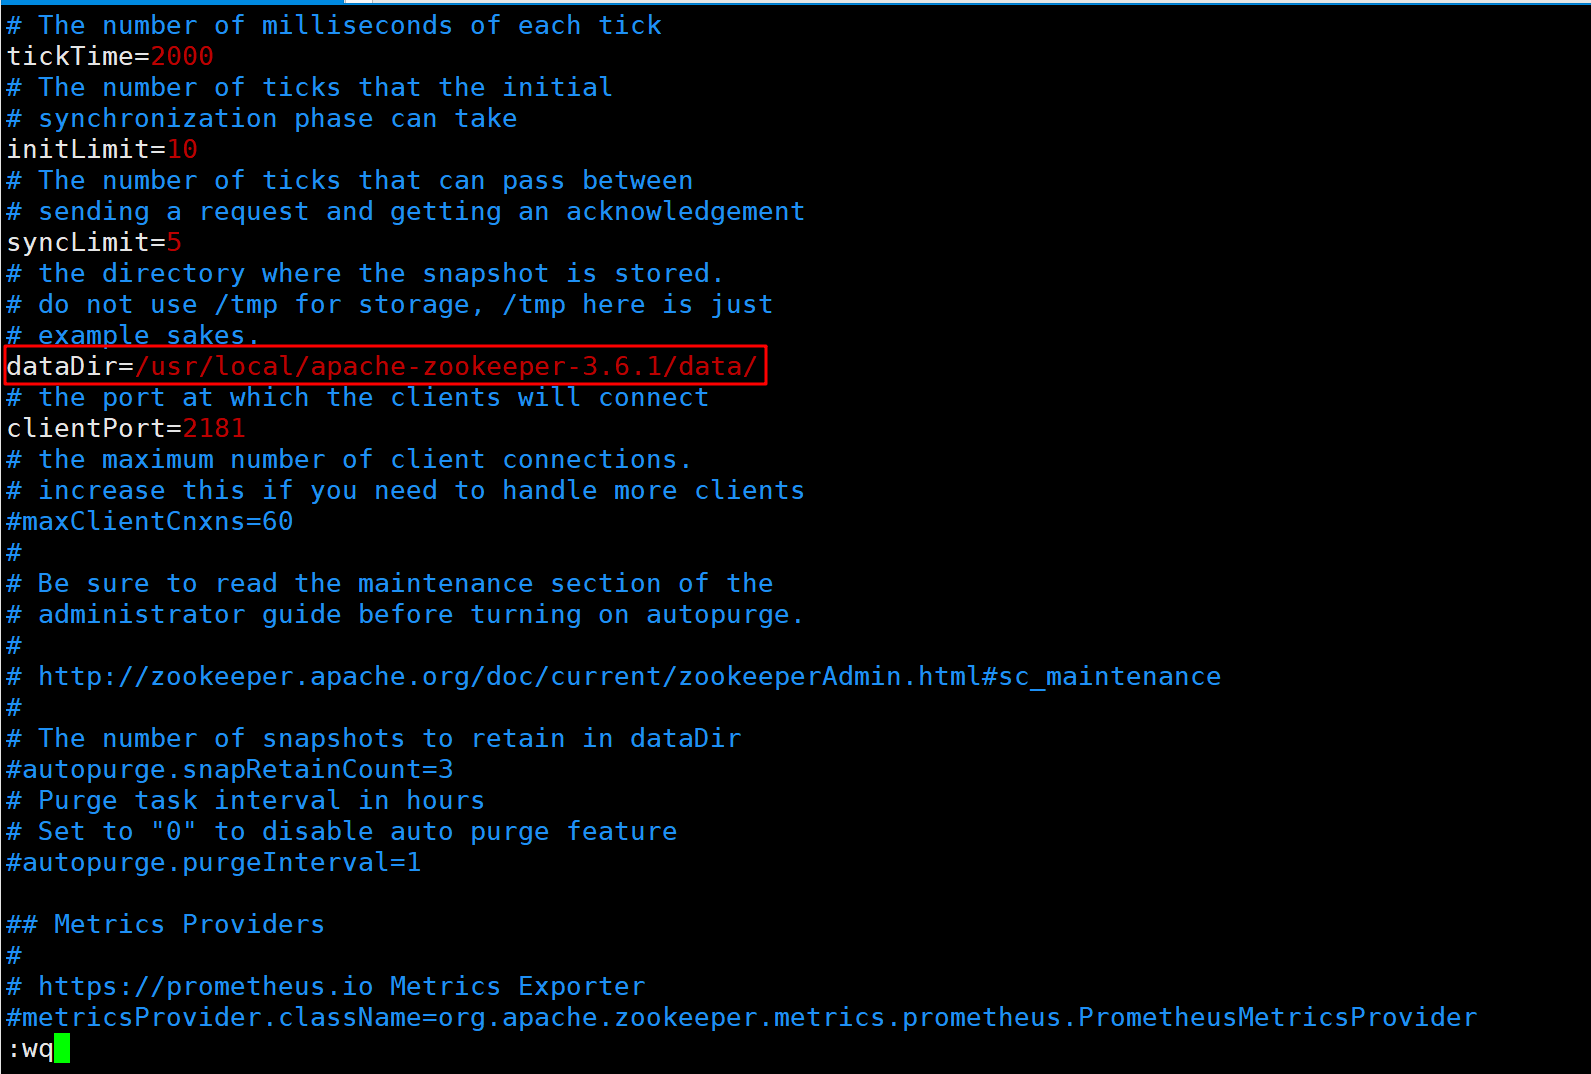 # The number of milliseconds of each tick
tickTime=2000
# The number of ticks that the initial
# synchronization phase can take
initLimit=10
# The number of ticks that can pass between
# sending a request and getting an acknowledgement
syncLimit=5
# the directory where the snapshot is stored.
# do not use /tmp for storage, /tmp here is just
# example sakes.
dataDir=/usr/local/apache-zookeeper-3.6.1/data/
# the port at which the clients will connect
clientPort=2181
# the maximum number of client connections.
# increase this if you need to handle more clients
#maxClientCnxns=60
#
# Be sure to read the maintenance section of the
# administrator guide before turning on autopurge.
#
# http://zookeeper.apache.org/doc/current/zookeeperAdmin.html#sc_maintenance
#
# The number of snapshots to retain in dataDir
#autopurge.snapRetainCount=3
# Purge task interval in hours
# Set to "0" to disable auto purge feature
#autopurge.purgeInterval=1

## Metrics Providers
#
# https://prometheus.io Metrics Exporter
#metricsProvider.className=org.apache.zookeeper.metrics.prometheus.PrometheusMetricsProvider
:wq